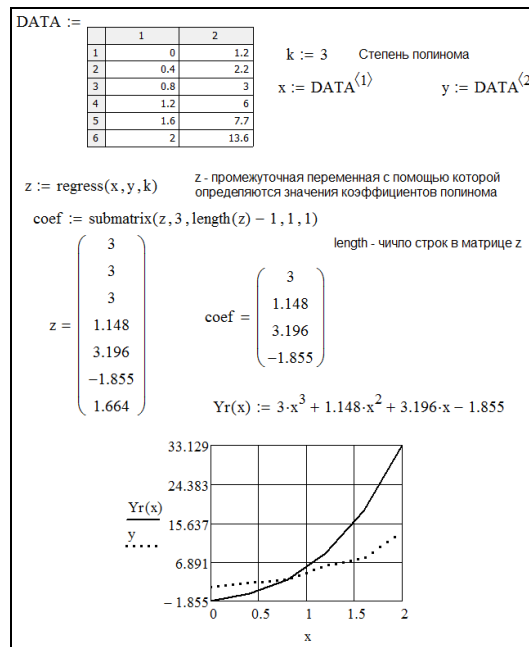 DATA :=
1 2
1 0 1.2
2 0.4 2.2
3 0.8 3
4 1.2 6
5 1.6 7.7
6 2 13.6
k := 3 Степень полинома
x := DATA⟨1⟩ y := DATA⟨2
z := regress(x, y, k) z - промежуточная переменная с помощью которой
определяются значения коэффициентов полинома
coef := submatrix(z, 3, length(z) − 1, 1, 1)
length - чичпо строк в матрице z
z =
3
3
3
1.148
3.196
−1.855
1.664
coef =
3
1.148
3.196
−1.855
Yr(x) := 3·x³ + 1.148·x² + 3.196·x − 1.855
33.129
24.383
15.637
6.891
−1.855
Yr(x)
y
0 0.5 1 1.5 2
x